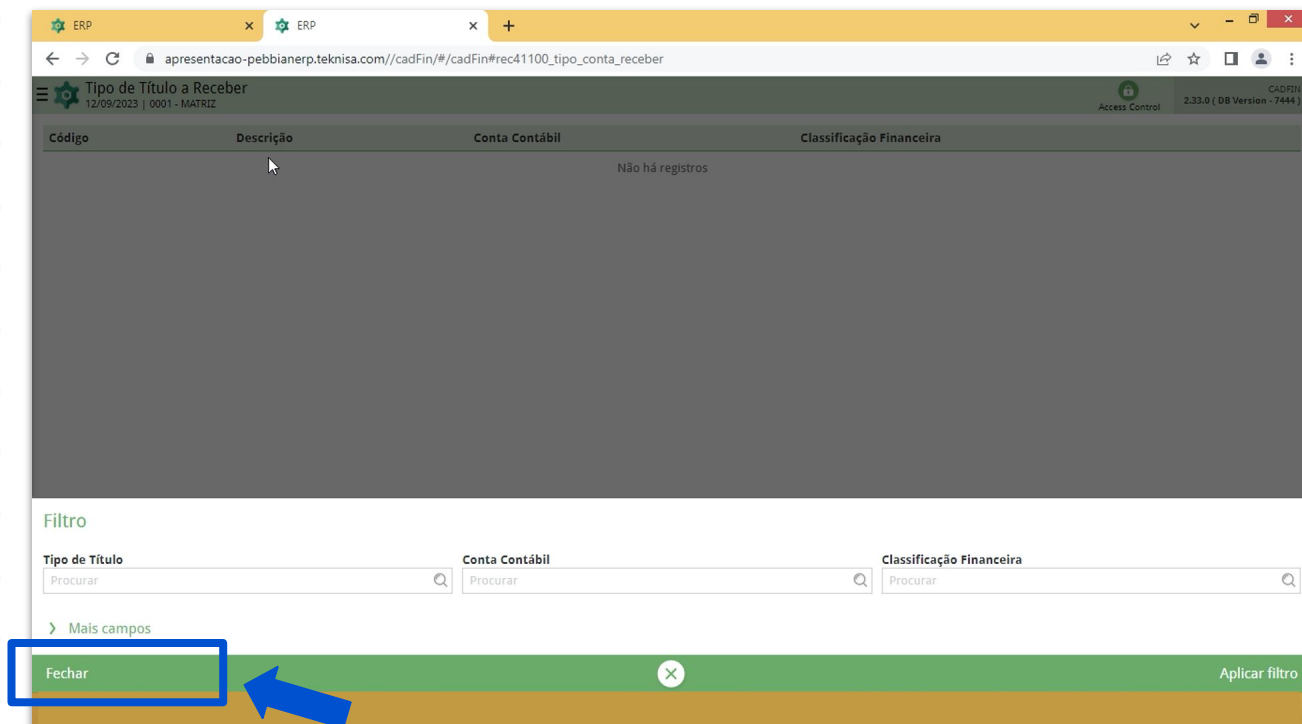 ERP
ERP
apresentacao-pebbianerp.teknisa.com//cadFin/#/cadFin#rec41100_tipo_conta_receber
Tipo de Título a Receber
12/09/2023 | 0001 - MATRIZ
Access Control
CADFIN
2.33.0 ( DB Version - 7444 )
Código Descrição Conta Contábil Classificação Financeira
Não há registros
Filtro
Tipo de Título Conta Contábil Classificação Financeira
Procurar Procurar Procurar
Mais campos
Fechar Aplicar filtro